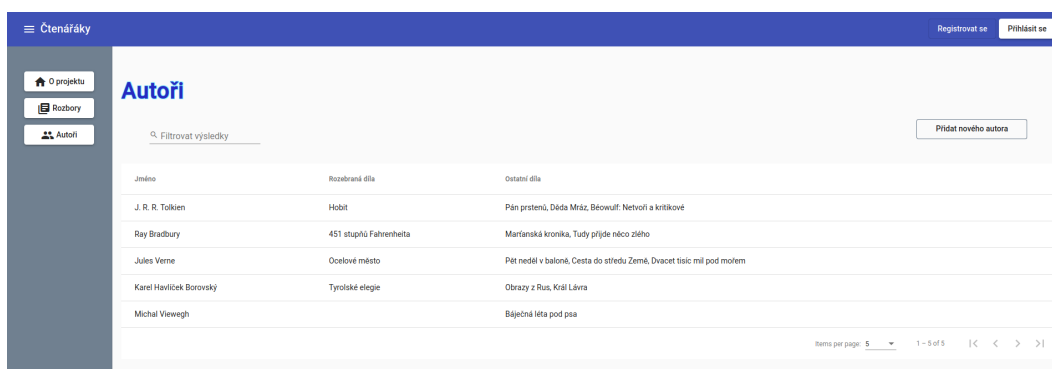 Čtenářáky
Registrovat se
Přihlásit se
O projektu
Rozbory
Autoři
Autoři
Filtrovat výsledky
Přidat nového autora
Jméno Rozebraná díla Ostatní díla
J. R. R. Tolkien Hobit Pán prstenů, Děda Mráz, Béowulf: Netvoři a kritikové
Ray Bradbury 451 stupňů Fahrenheita Marťanská kronika, Tudy přijde něco zlého
Jules Verne Ocelové město Pět neděl v baloně, Cesta do středu Země, Dvacet tisíc mil pod mořem
Karel Havlíček Borovský Tyrolské elegie Obrazy z Rus, Král Lávra
Michal Viewegh Báječná léta pod psa
Items per page: 5 1 – 5 of 5